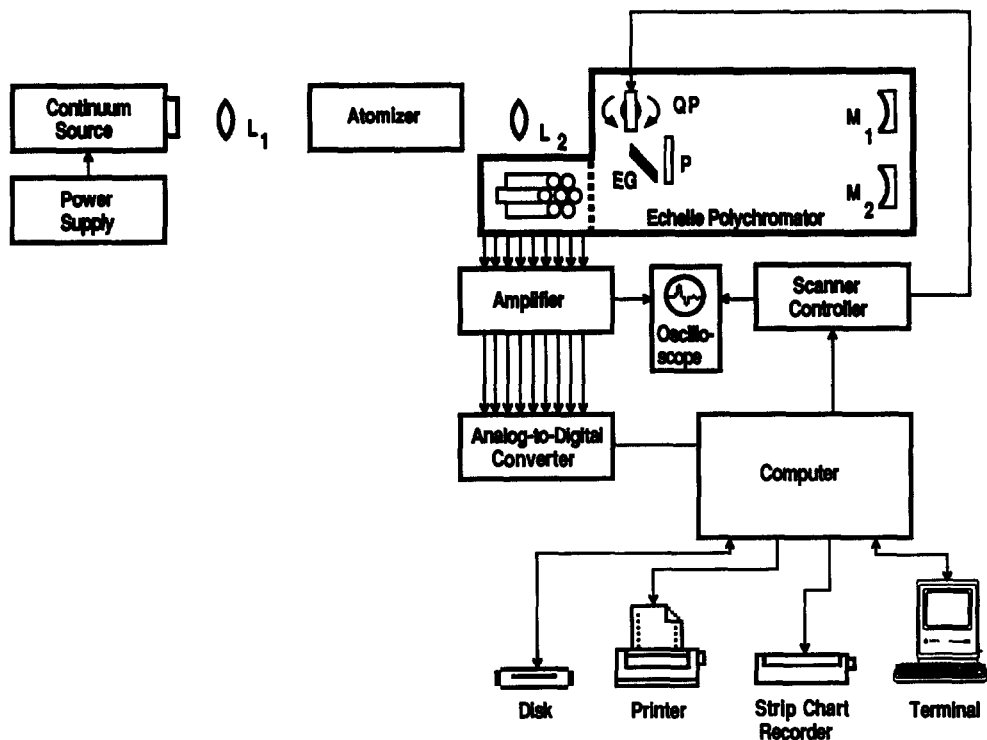 Continuum
Source
L1
Atomizer
L2
QP
M1
P
EG
M2
Echelle Polychromator
Power
Supply
Amplifier
Oscillo-
scope
Scanner
Controller
Analog-to-Digital
Converter
Computer
Disk
Printer
Strip Chart
Recorder
Terminal